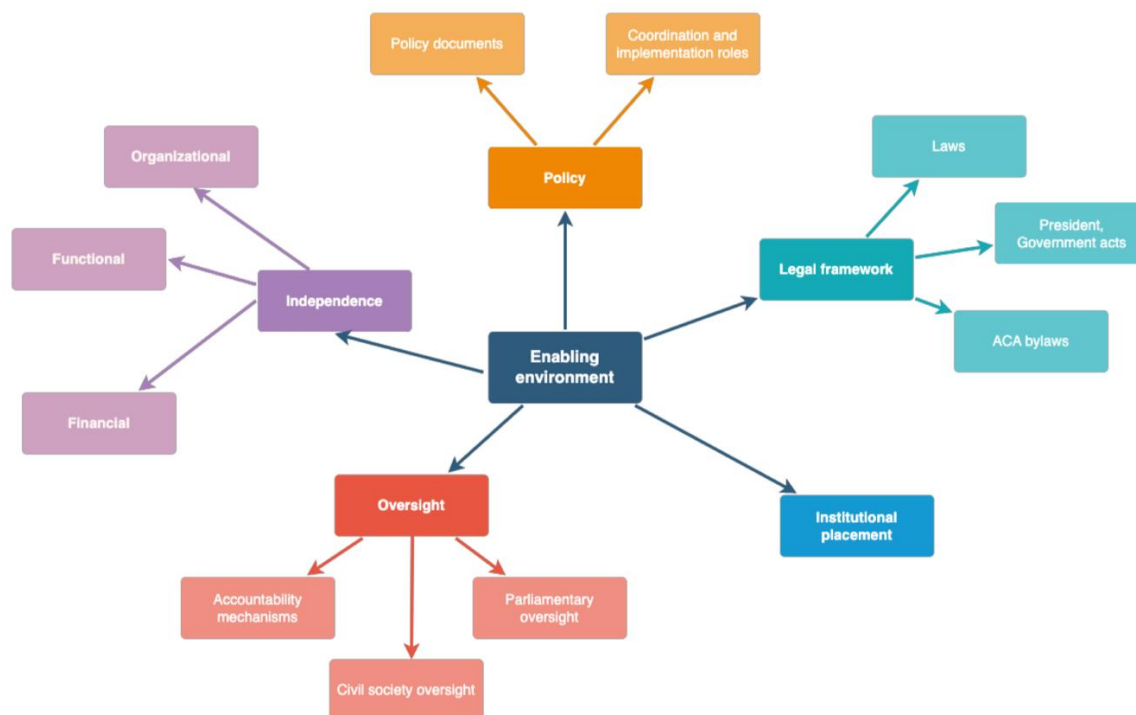 Policy documents
Coordination and
implementation roles
Organizational
Policy
Laws
Functional
Independence
Legal framework
President,
Government acts
Enabling
environment
ACA bylaws
Financial
Oversight
Institutional
placement
Accountability
mechanisms
Parliamentary
oversight
Civil society oversight